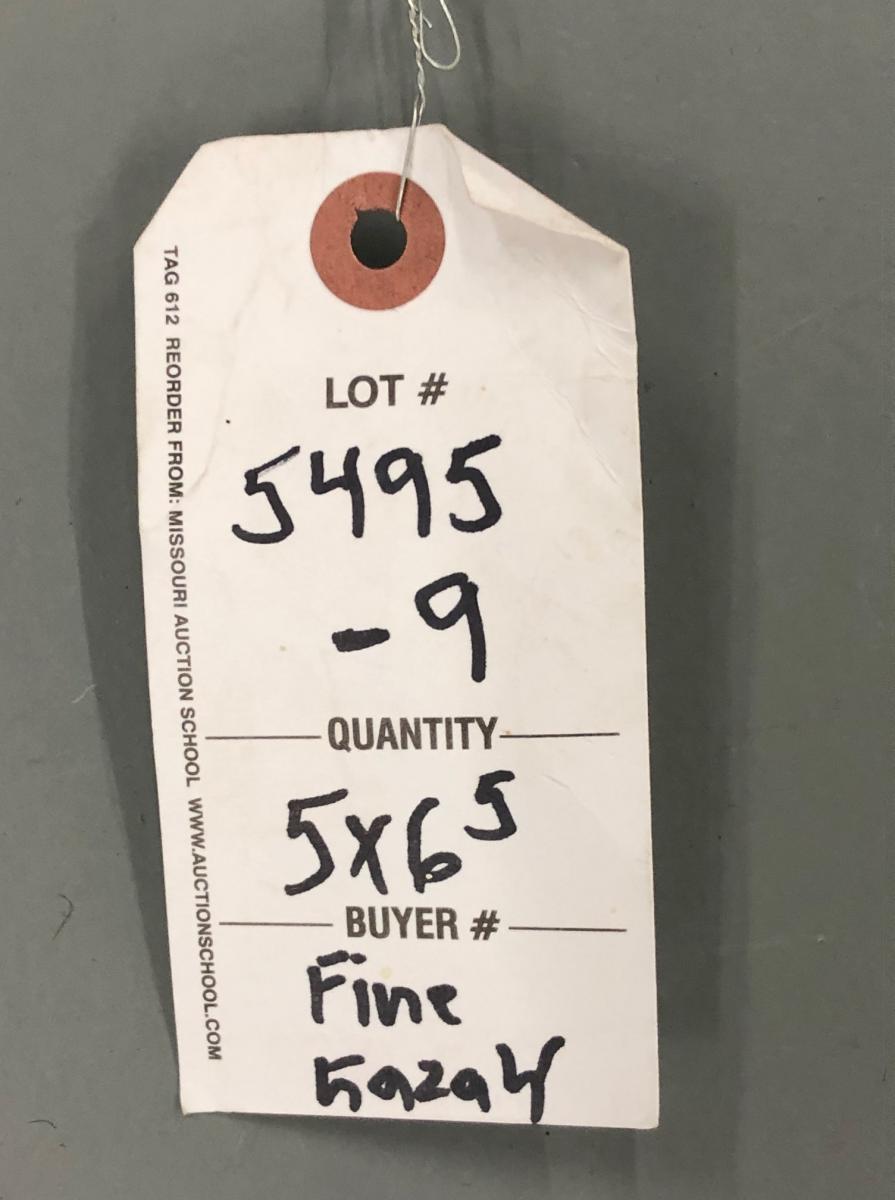 TAG 612 REORDER FROM: MISSOURI AUCTION SCHOOL WWW.AUCTIONSCHOOL.COM
LOT #
5495
-9
QUANTITY
5x6⁵
BUYER #
Fine